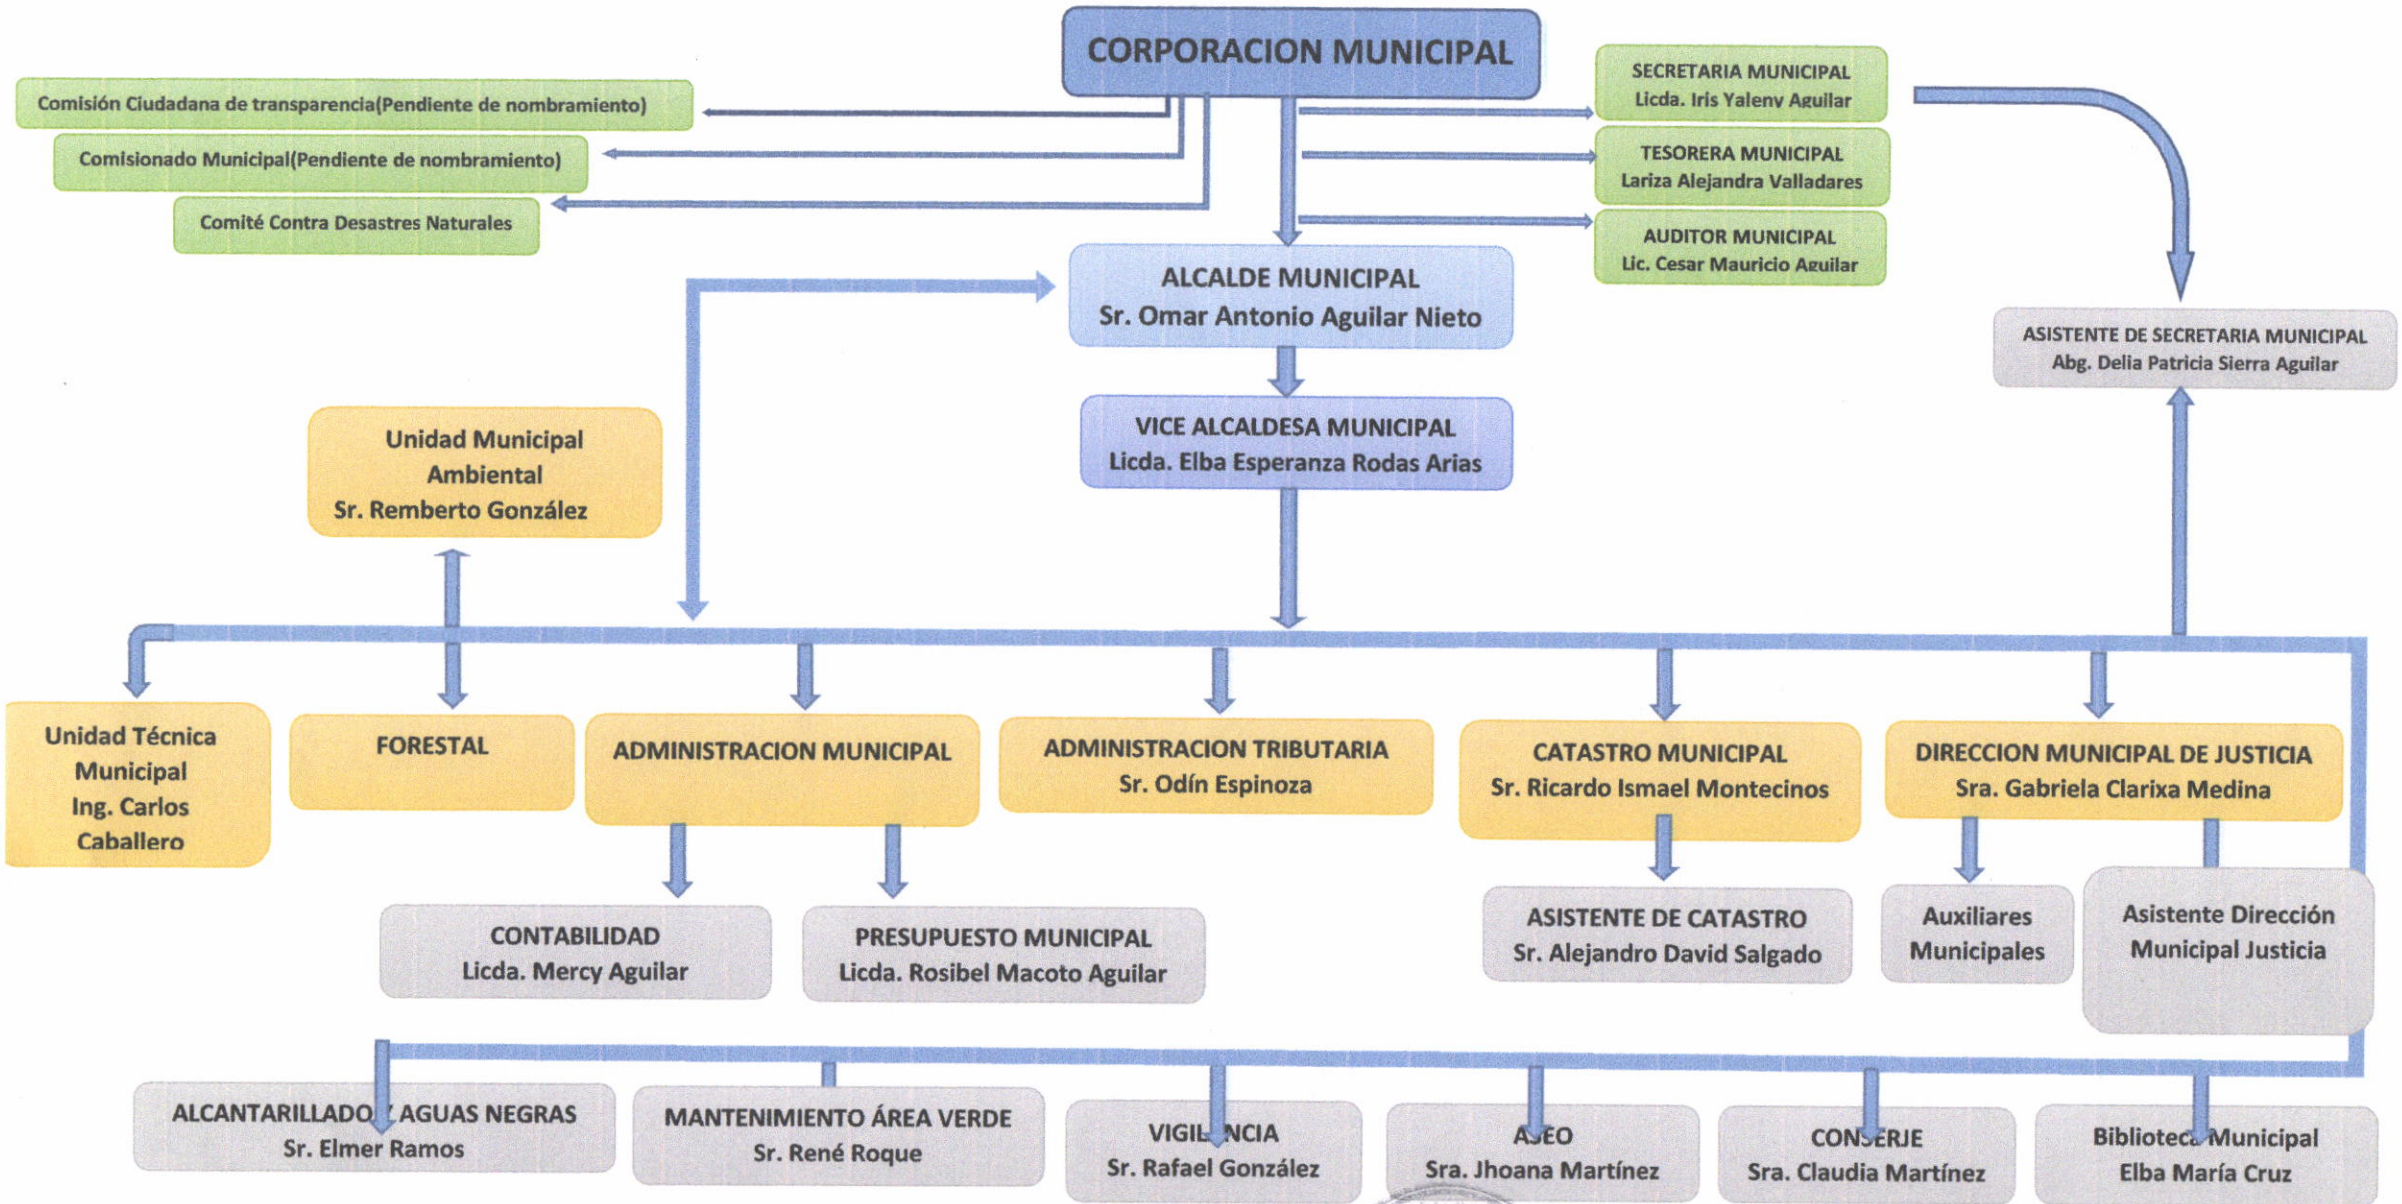 CORPORACION MUNICIPAL
Comisión Ciudadana de transparencia(Pendiente de nombramiento)
Comisionado Municipal(Pendiente de nombramiento)
Comité Contra Desastres Naturales
SECRETARIA MUNICIPAL
Licda. Iris Yaleny Aguilar
TESORERA MUNICIPAL
Lariza Alejandra Valladares
AUDITOR MUNICIPAL
Lic. Cesar Mauricio Aguilar
ALCALDE MUNICIPAL
Sr. Omar Antonio Aguilar Nieto
ASISTENTE DE SECRETARIA MUNICIPAL
Abg. Delia Patricia Sierra Aguilar
VICE ALCALDESA MUNICIPAL
Licda. Elba Esperanza Rodas Arias
Unidad Municipal
Ambiental
Sr. Remberto González
Unidad Técnica
Municipal
Ing. Carlos
Caballero
FORESTAL
ADMINISTRACION MUNICIPAL
ADMINISTRACION TRIBUTARIA
Sr. Odín Espinoza
CATASTRO MUNICIPAL
Sr. Ricardo Ismael Montecinos
DIRECCION MUNICIPAL DE JUSTICIA
Sra. Gabriela Clarixa Medina
CONTABILIDAD
Licda. Mercy Aguilar
PRESUPUESTO MUNICIPAL
Licda. Rosibel Macoto Aguilar
ASISTENTE DE CATASTRO
Sr. Alejandro David Salgado
Auxiliares
Municipales
Asistente Dirección
Municipal Justicia
ALCANTARILLADO Y AGUAS NEGRAS
Sr. Elmer Ramos
MANTENIMIENTO ÁREA VERDE
Sr. René Roque
VIGILANCIA
Sr. Rafael González
ASEO
Sra. Jhoana Martínez
CONSERJE
Sra. Claudia Martínez
Biblioteca Municipal
Elba María Cruz